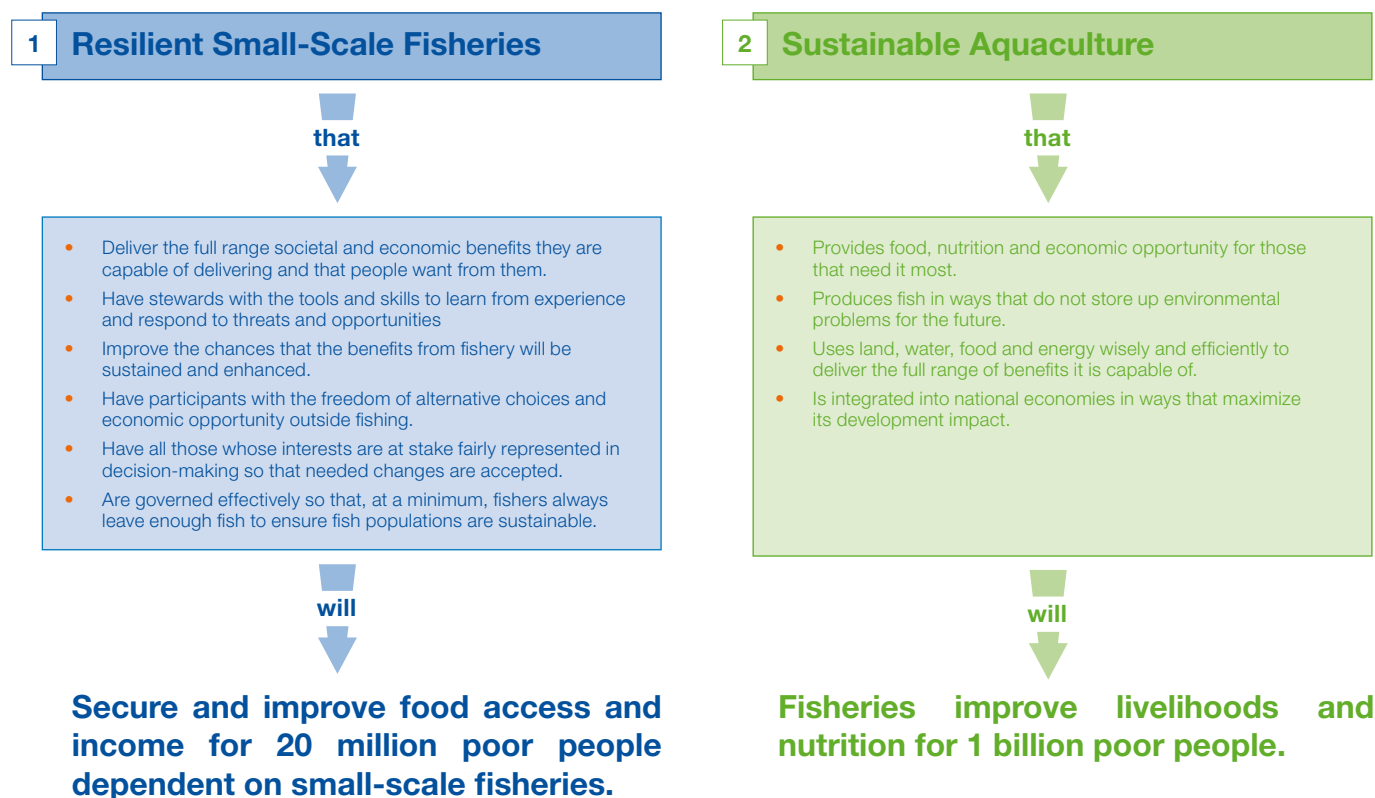 1
Resilient Small-Scale Fisheries
that
• Deliver the full range societal and economic benefits they are
capable of delivering and that people want from them.
• Have stewards with the tools and skills to learn from experience
and respond to threats and opportunities
• Improve the chances that the benefits from fishery will be
sustained and enhanced.
• Have participants with the freedom of alternative choices and
economic opportunity outside fishing.
• Have all those whose interests are at stake fairly represented in
decision-making so that needed changes are accepted.
• Are governed effectively so that, at a minimum, fishers always
leave enough fish to ensure fish populations are sustainable.
will
Secure and improve food access and
income for 20 million poor people
dependent on small-scale fisheries.
2
Sustainable Aquaculture
that
• Provides food, nutrition and economic opportunity for those
that need it most.
• Produces fish in ways that do not store up environmental
problems for the future.
• Uses land, water, food and energy wisely and efficiently to
deliver the full range of benefits it is capable of.
• Is integrated into national economies in ways that maximize
its development impact.
will
Fisheries improve livelihoods and
nutrition for 1 billion poor people.